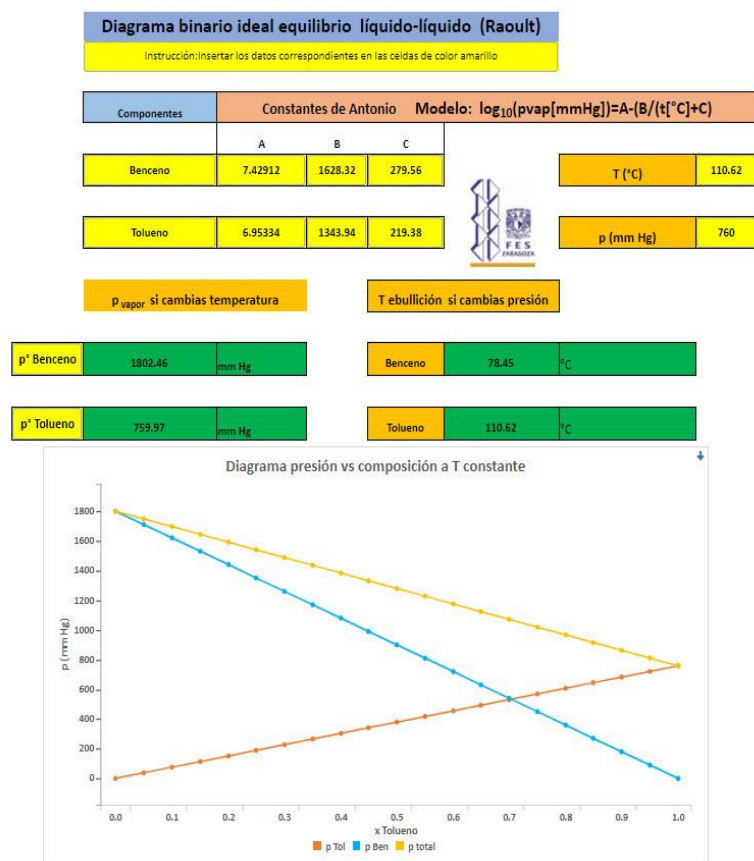 Diagrama binario ideal equilibrio líquido-líquido (Raoult)
Instrucción:Insertar los datos correspondientes en las celdas de color amarillo
Componentes
Constantes de Antonio Modelo: log₁₀(pvap[mmHg])=A-(B/(t[°C]+C)
A B C
Benceno 7.42912 1628.32 279.56
T (°C) 110.62
Tolueno 6.95334 1343.94 219.38
p (mm Hg) 760
FES
ZARAGOZA
p vapor si cambias temperatura
T ebullición si cambias presión
p° Benceno 1802.46 mm Hg
Benceno 78.45 °C
p° Tolueno 759.97 mm Hg
Tolueno 110.62 °C
Diagrama presión vs composición a T constante
p (mm Hg)
1800
1600
1400
1200
1000
800
600
400
200
0
0.0 0.1 0.2 0.3 0.4 0.5 0.6 0.7 0.8 0.9 1.0
x Tolueno
p Tol p Ben p total